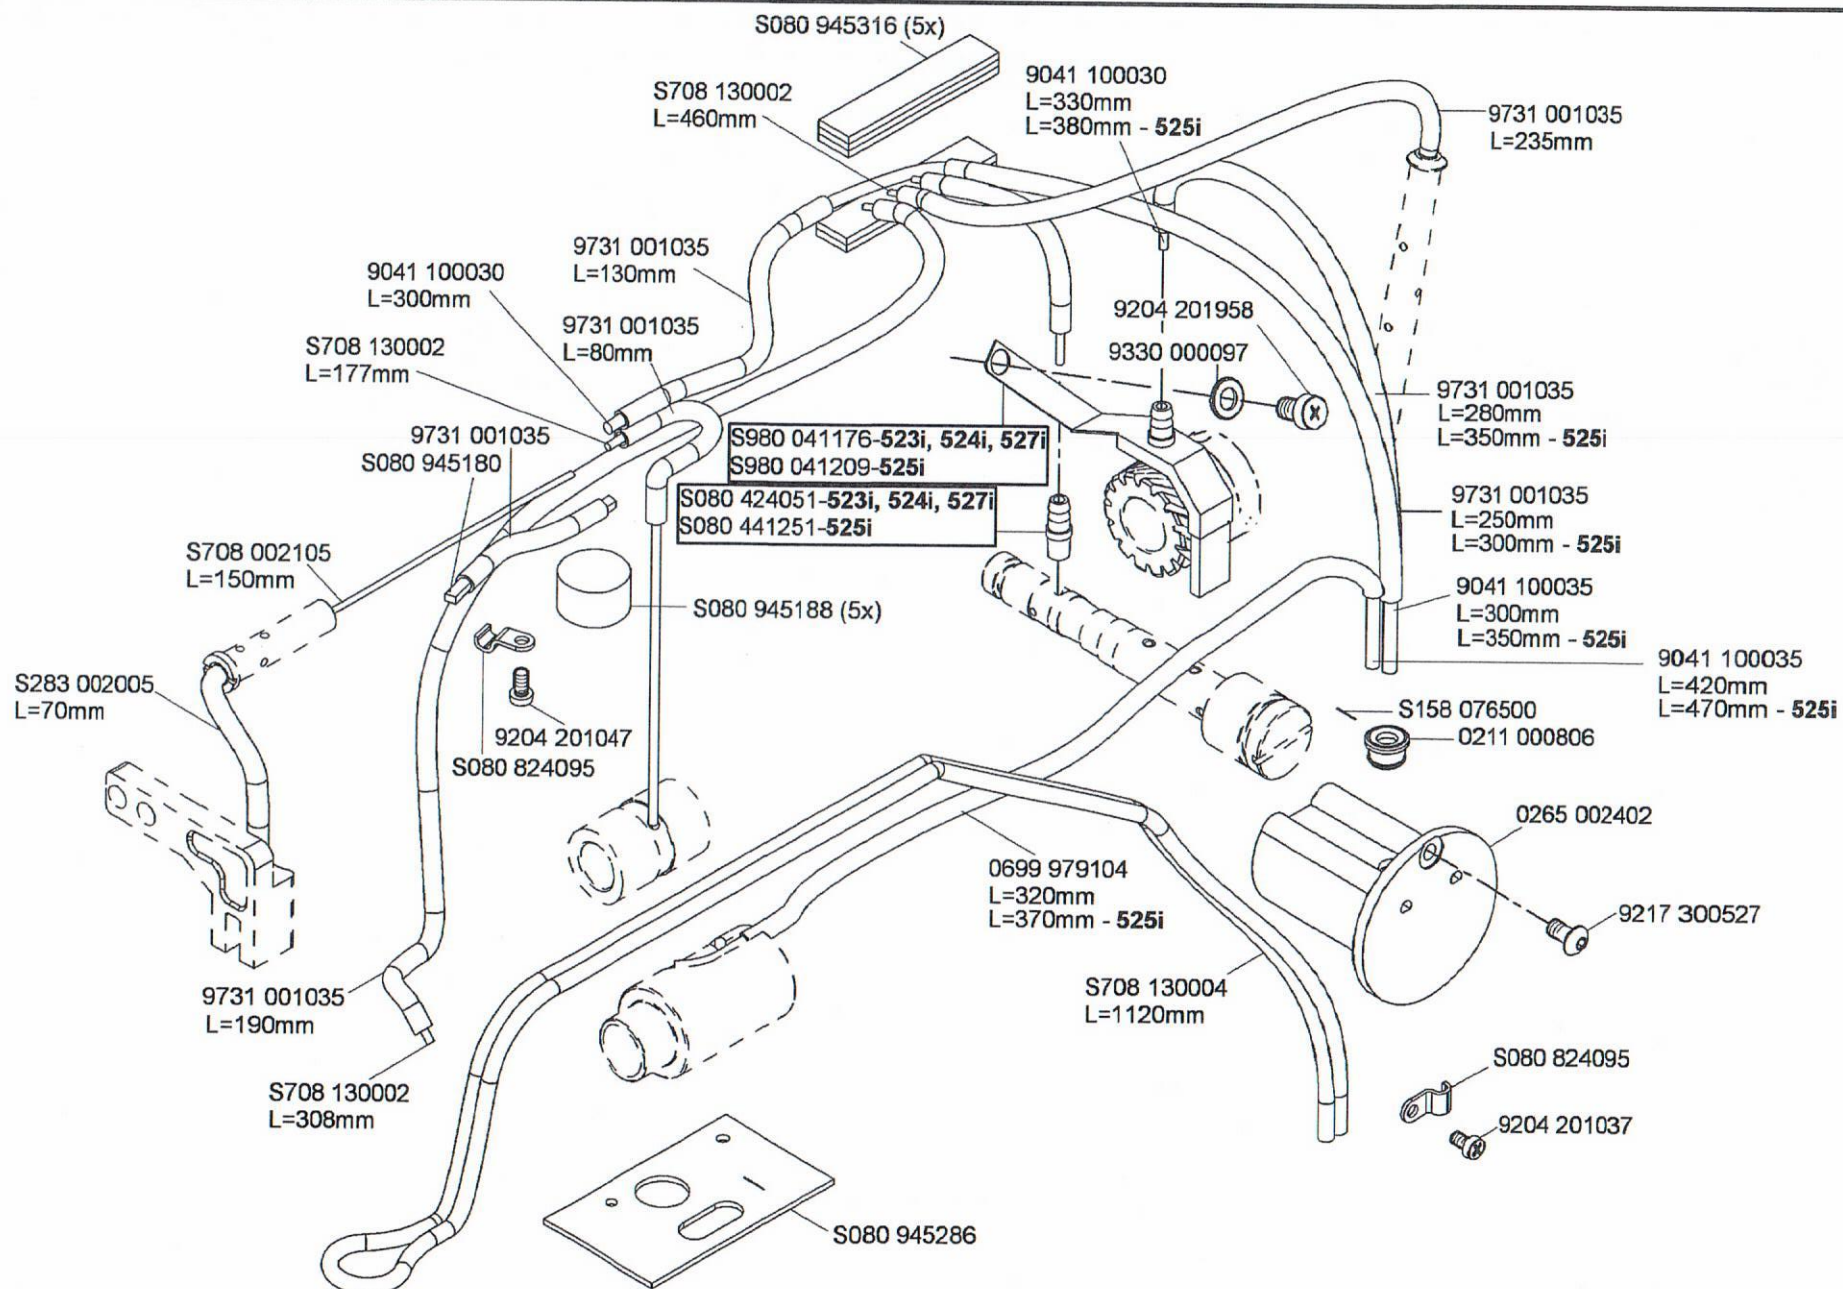 S080 945316 (5x)
S708 130002
L=460mm
9041 100030
L=330mm
L=380mm - 525i
9731 001035
L=235mm
9731 001035
L=130mm
9041 100030
L=300mm
9731 001035
L=80mm
S708 130002
L=177mm
9204 201958
9330 000097
9731 001035
L=280mm
L=350mm - 525i
9731 001035
S080 945180
S980 041176-523i, 524i, 527i
S980 041209-525i
S080 424051-523i, 524i, 527i
S080 441251-525i
9731 001035
L=250mm
L=300mm - 525i
S708 002105
L=150mm
S080 945188 (5x)
9041 100035
L=300mm
L=350mm - 525i
9041 100035
L=420mm
L=470mm - 525i
S283 002005
L=70mm
S158 076500
0211 000806
9204 201047
S080 824095
0265 002402
0699 979104
L=320mm
L=370mm - 525i
9217 300527
9731 001035
L=190mm
S708 130004
L=1120mm
S708 130002
L=308mm
S080 824095
9204 201037
S080 945286